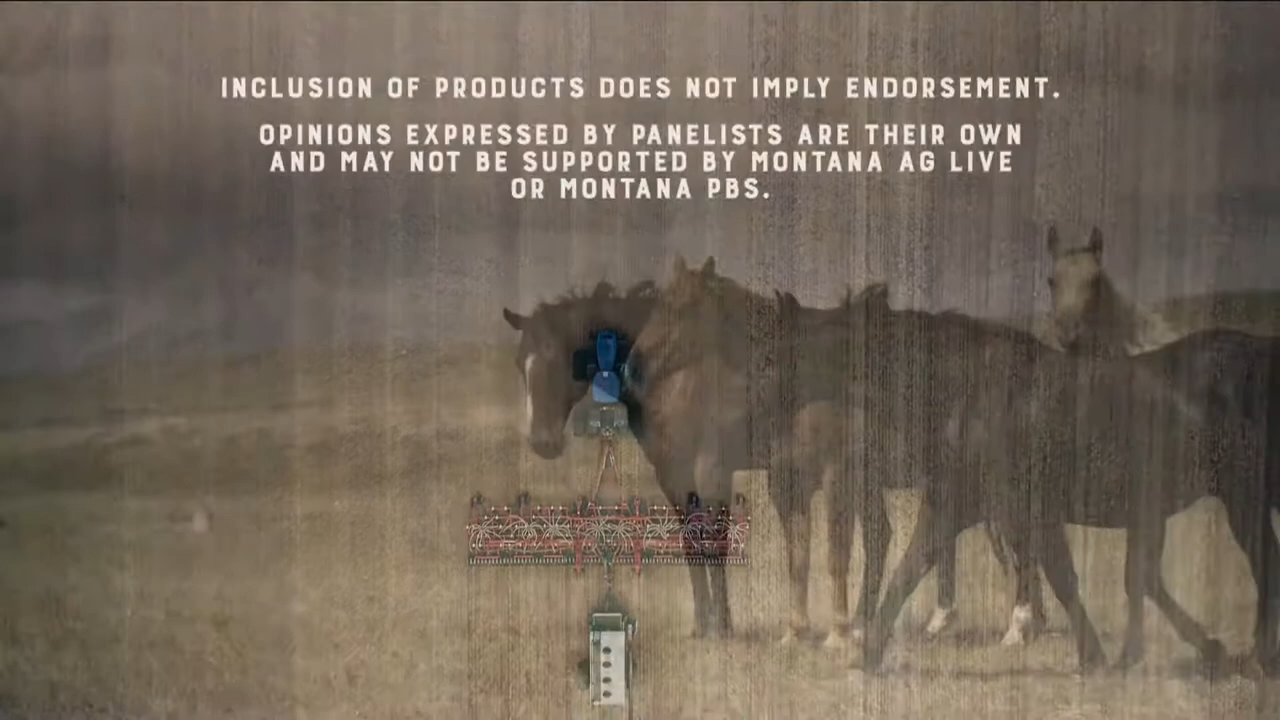 INCLUSION OF PRODUCTS DOES NOT IMPLY ENDORSEMENT.
OPINIONS EXPRESSED BY PANELISTS ARE THEIR OWN
AND MAY NOT BE SUPPORTED BY MONTANA AG LIVE
OR MONTANA PBS.